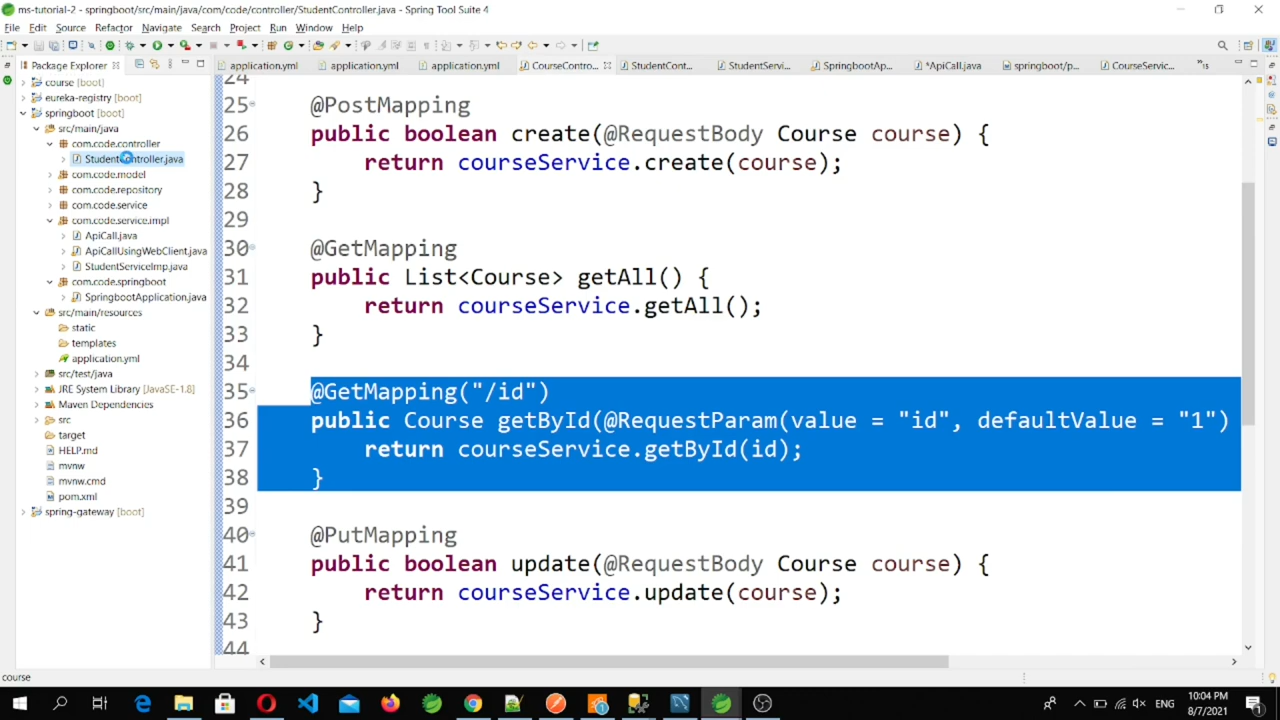 ms-tutorial-2 - springboot/src/main/java/com/code/controller/StudentController.java - Spring Tool Suite 4
File Edit Source Refactor Navigate Search Project Run Window Help
Package Explorer
application.yml application.yml application.yml CourseContro... StudentCont... StudentServi... SpringbootAp... *ApiCall.java springboot/p... CourseServic... »15
course [boot]
eureka-registry [boot]
springboot [boot]
src/main/java
com.code.controller
StudentController.java
com.code.model
com.code.repository
com.code.service
com.code.service.impl
ApiCall.java
ApiCallUsingWebClient.java
StudentServiceImp.java
com.code.springboot
SpringbootApplication.java
src/main/resources
static
templates
application.yml
src/test/java
JRE System Library [JavaSE-1.8]
Maven Dependencies
src
target
HELP.md
mvnw
mvnw.cmd
pom.xml
spring-gateway [boot]
24
25 @PostMapping
26 public boolean create(@RequestBody Course course) {
27 return courseService.create(course);
28 }
29
30 @GetMapping
31 public List<Course> getAll() {
32 return courseService.getAll();
33 }
34
35 @GetMapping("/id")
36 public Course getById(@RequestParam(value = "id", defaultValue = "1")
37 return courseService.getById(id);
38 }
39
40 @PutMapping
41 public boolean update(@RequestBody Course course) {
42 return courseService.update(course);
43 }
44
course
ENG
10:04 PM
8/7/2021
1